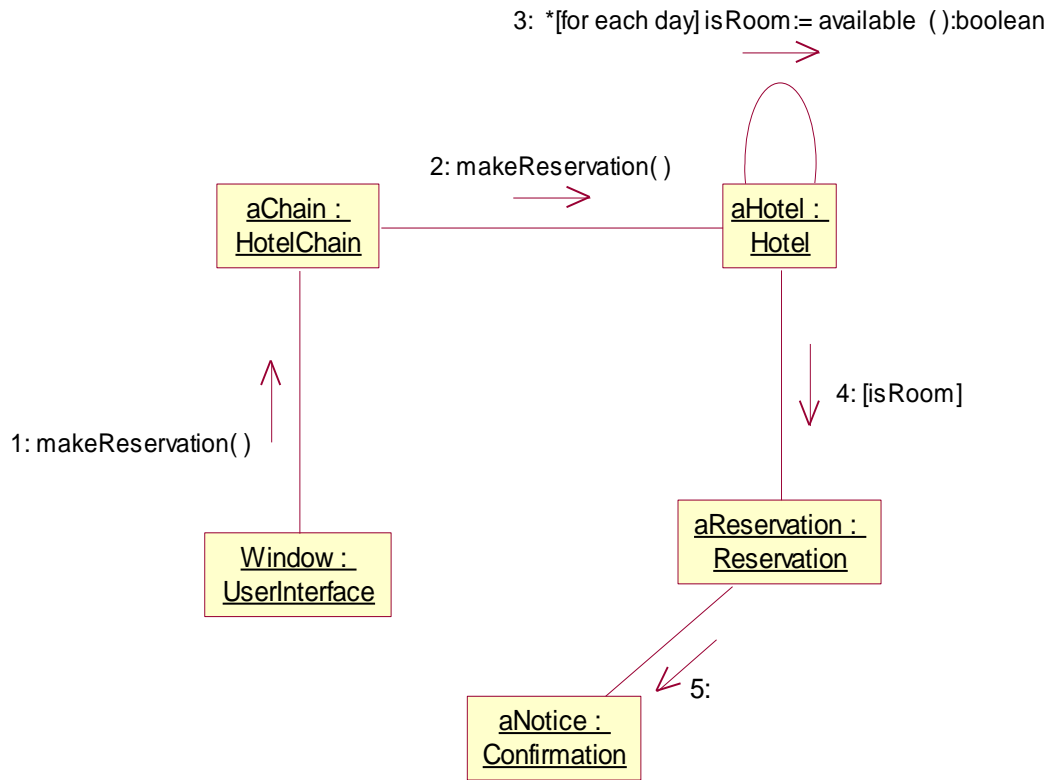 3: *[for each day] isRoom:= available ( ):boolean
2: makeReservation( )
aChain :
HotelChain
aHotel :
Hotel
4: [isRoom]
1: makeReservation( )
aReservation :
Reservation
Window :
UserInterface
5:
aNotice :
Confirmation